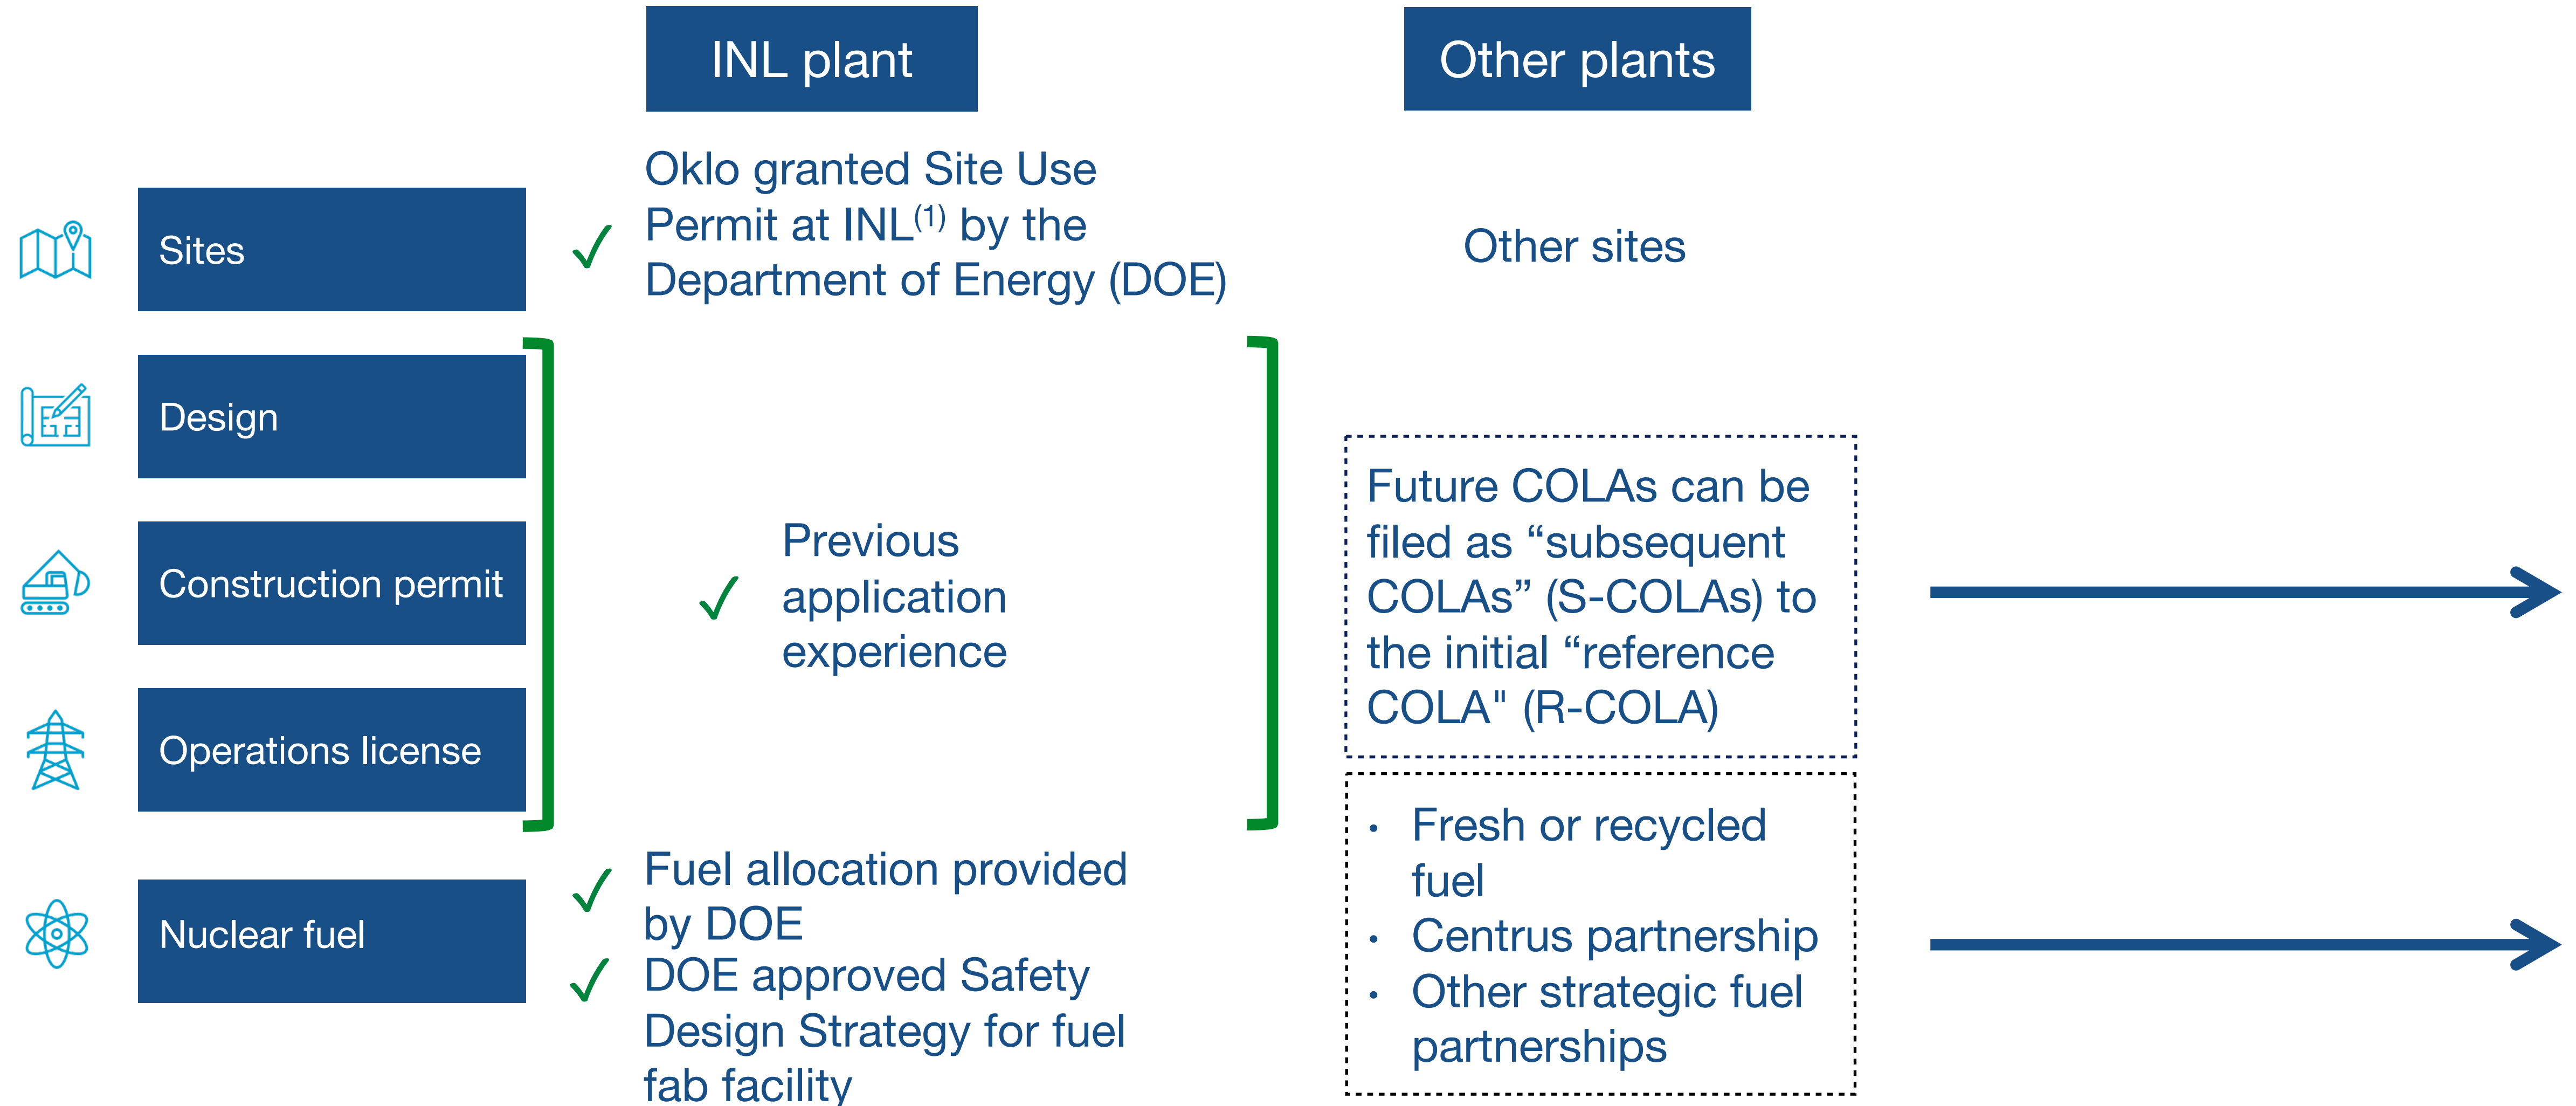 INL plant
Other plants
Sites
✓
Oklo granted Site Use
Permit at INL(1) by the
Department of Energy (DOE)
Other sites
Design
Construction permit
Operations license
✓
Previous
application
experience
Future COLAs can be
filed as “subsequent
COLAs” (S-COLAs) to
the initial “reference
COLA" (R-COLA)
Nuclear fuel
✓
Fuel allocation provided
by DOE
✓
DOE approved Safety
Design Strategy for fuel
fab facility
• Fresh or recycled
fuel
• Centrus partnership
• Other strategic fuel
partnerships